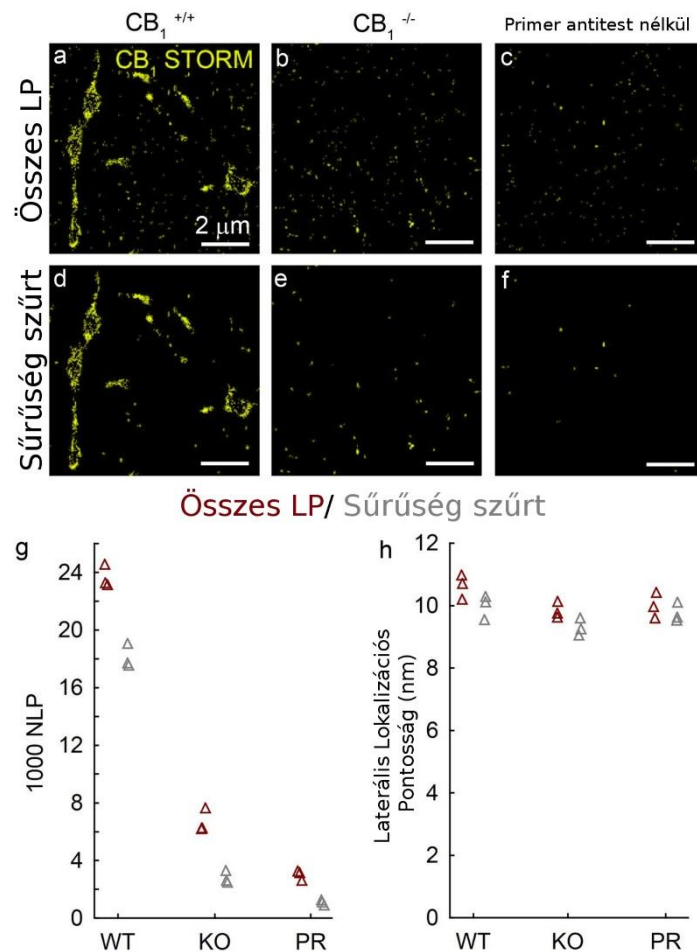 CB1 +/+
CB1 -/-
Primer antitest nélkül
Összes LP
a
CB1 STORM
2 μm
b
c
Sűrűség szűrt
d
e
f
Összes LP/ Sűrűség szűrt
g
1000 NLP
24
20
16
12
8
4
0
WT KO PR
h
Laterális Lokalizációs
Pontosság (nm)
12
10
8
6
4
2
0
WT KO PR